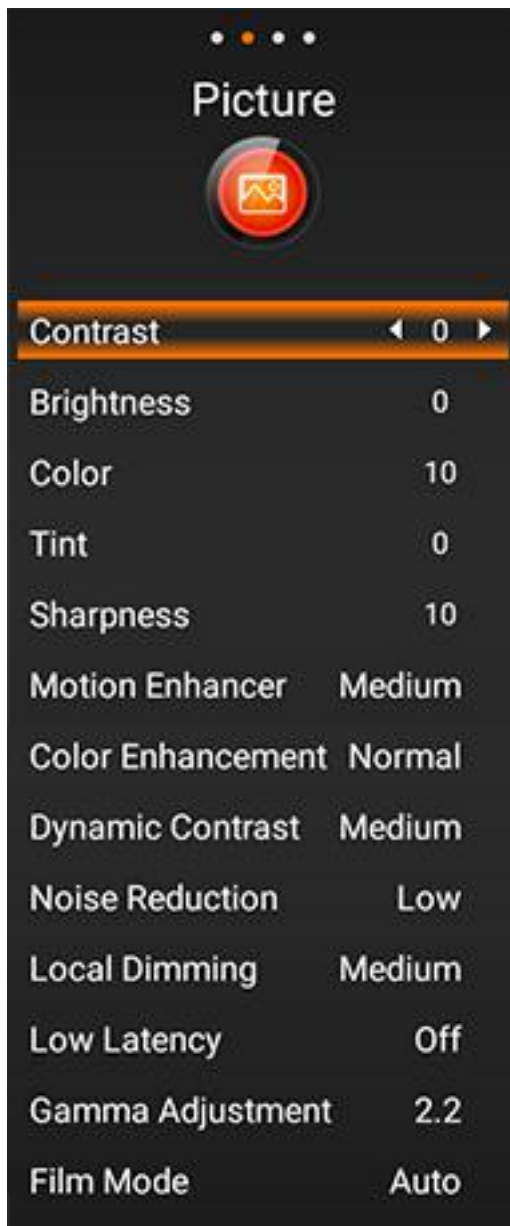 Picture
Contrast 0
Brightness 0
Color 10
Tint 0
Sharpness 10
Motion Enhancer Medium
Color Enhancement Normal
Dynamic Contrast Medium
Noise Reduction Low
Local Dimming Medium
Low Latency Off
Gamma Adjustment 2.2
Film Mode Auto